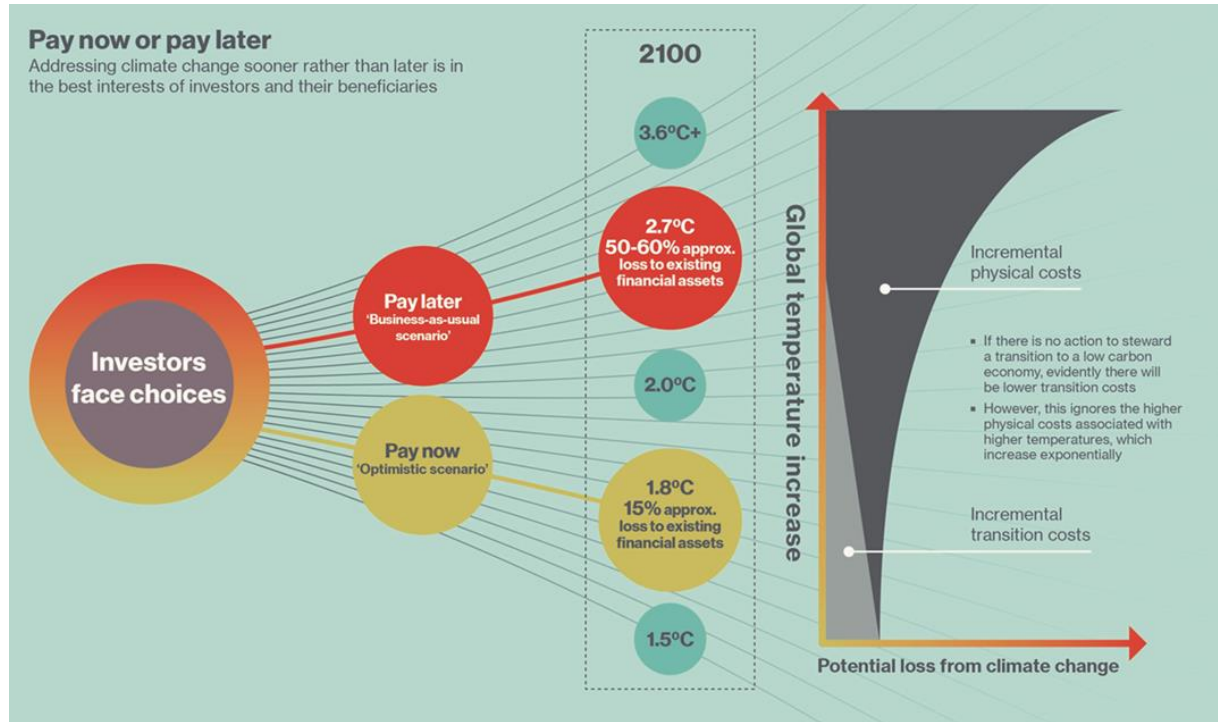 Pay now or pay later
Addressing climate change sooner rather than later is in
the best interests of investors and their beneficiaries
Investors
face choices
Pay later
‘Business-as-usual
scenario’
Pay now
‘Optimistic scenario’
2100
3.6ºC+
2.7ºC
50-60% approx.
loss to existing
financial assets
2.0ºC
1.8ºC
15% approx.
loss to existing
financial assets
1.5ºC
Global temperature increase
Incremental
physical costs
▪ If there is no action to steward
a transition to a low carbon
economy, evidently there will
be lower transition costs
▪ However, this ignores the higher
physical costs associated with
higher temperatures, which
increase exponentially
Incremental
transition costs
Potential loss from climate change